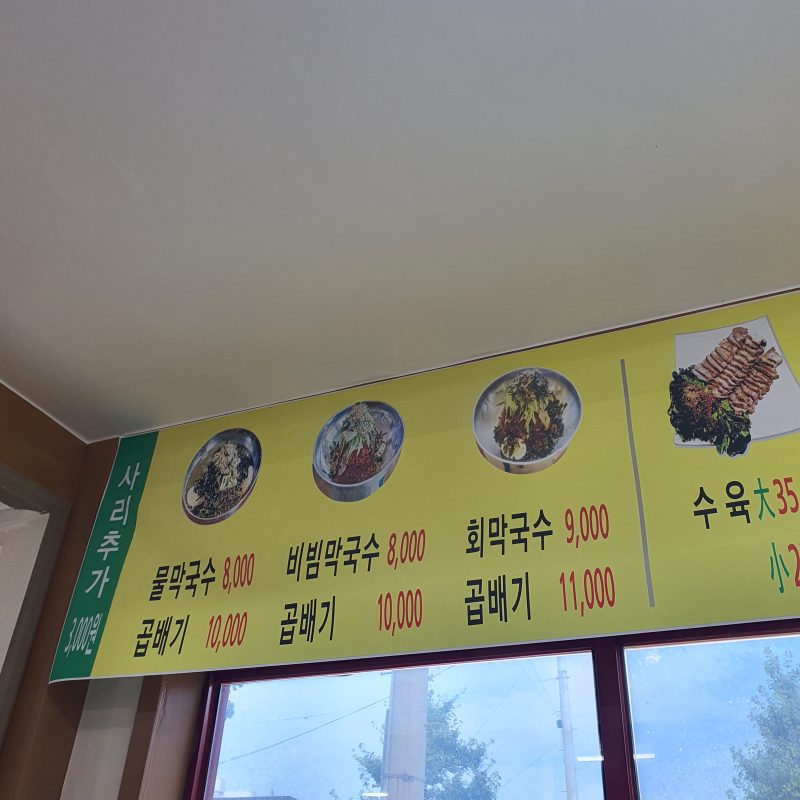 사리추가
3,000원
물막국수 8,000
곱배기 10,000
비빔막국수 8,000
곱배기 10,000
회막국수 9,000
곱배기 11,000
수육 大 35
小 2